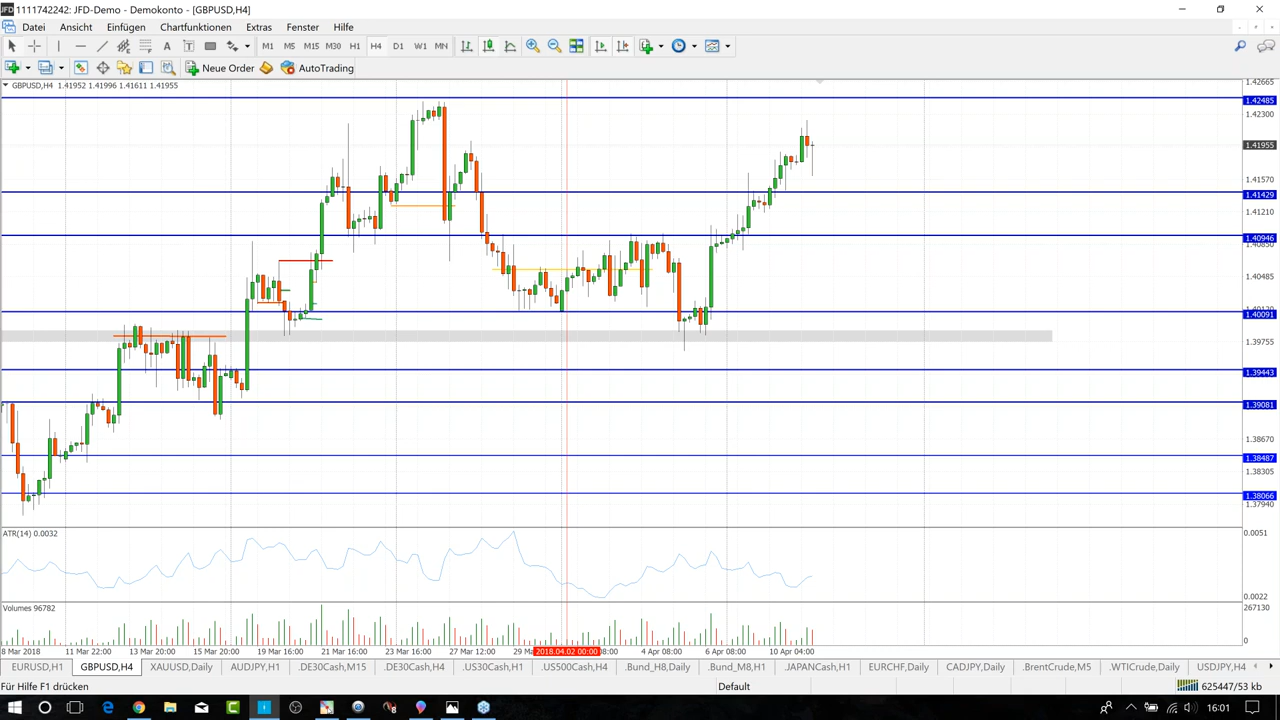 1111742242: JFD-Demo - Demokonto - [GBPUSD,H4]
Datei Ansicht Einfügen Chartfunktionen Extras Fenster Hilfe
A T M1 M5 M15 M30 H1 H4 D1 W1 MN
Neue Order AutoTrading
GBPUSD,H4 1.41952 1.41996 1.41611 1.41955
1.42665
1.42485
1.42300
1.41955
1.41570
1.41429
1.41210
1.40946
1.40485
1.40091
1.39755
1.39443
1.39081
1.38670
1.38487
1.38305
1.38066
1.37940
ATR(14) 0.0032
0.0051
0.0022
Volumes 96782
267130
0
8 Mar 2018 11 Mar 22:00 13 Mar 20:00 15 Mar 20:00 19 Mar 16:00 21 Mar 16:00 23 Mar 16:00 27 Mar 12:00 2018.04.02 00:00 4 Apr 08:00 6 Apr 08:00 10 Apr 04:00
EURUSD,H1 GBPUSD,H4 XAUUSD,Daily AUDJPY,H1 .DE30Cash,M15 .DE30Cash,H4 .US30Cash,H1 .US500Cash,H4 .Bund_H8,Daily .Bund_M8,H1 .JAPANCash,H1 EURCHF,Daily CADJPY,Daily .BrentCrude,M5 .WTICrude,Daily USDJPY,H4
Für Hilfe F1 drücken Default 625447/53 kb
16:01